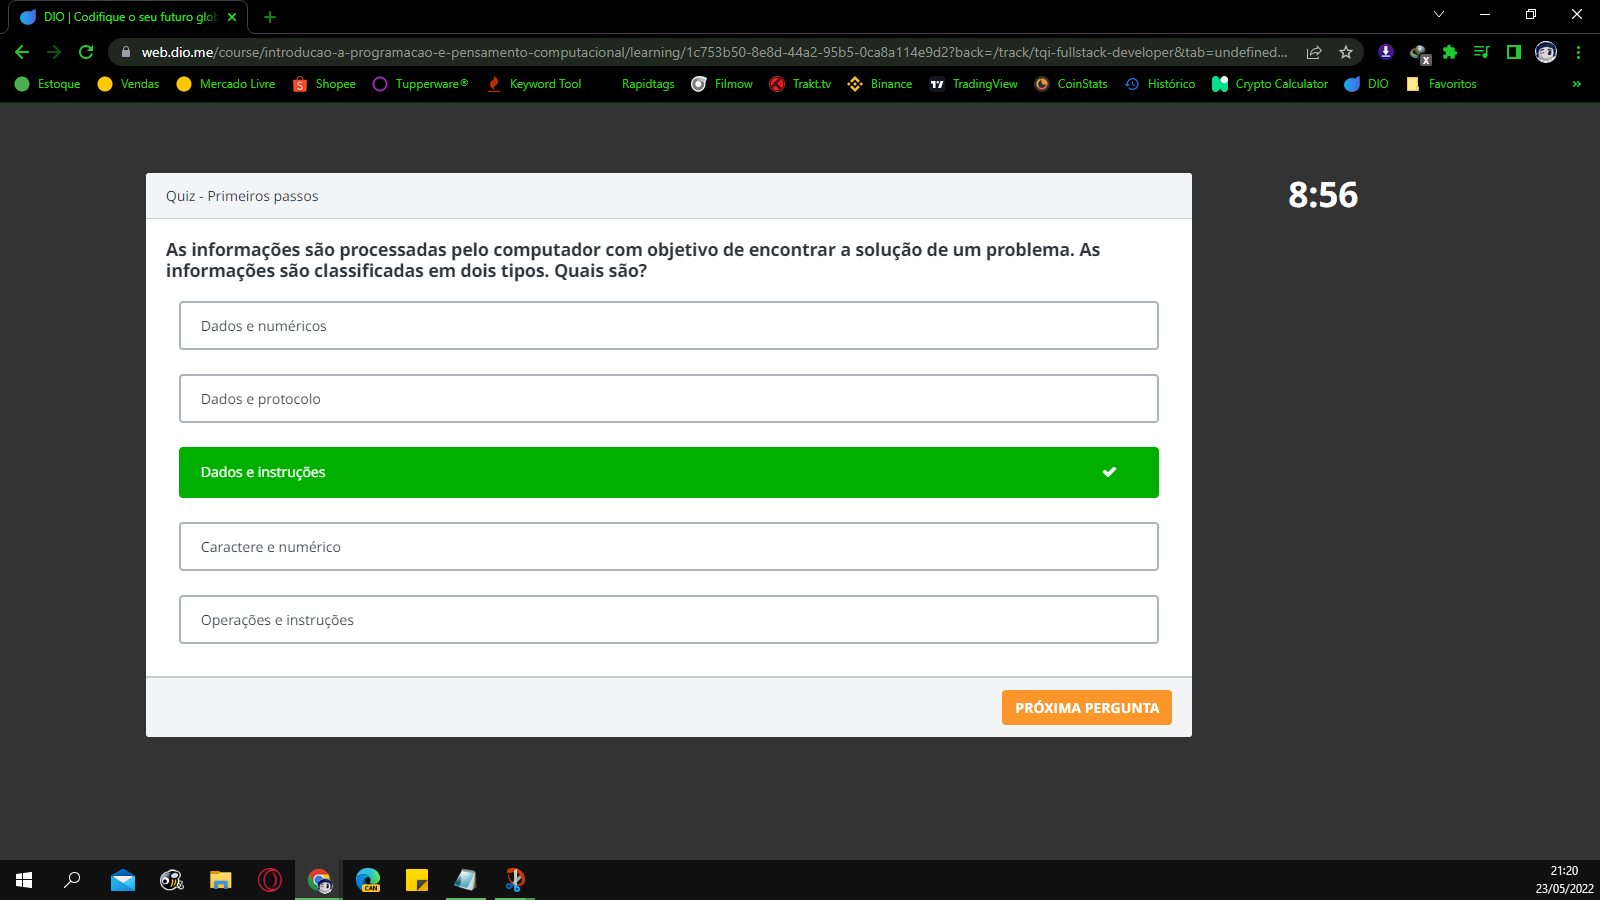 DIO | Codifique o seu futuro glob
web.dio.me/course/introducao-a-programacao-e-pensamento-computacional/learning/1c753b50-8e8d-44a2-95b5-0ca8a114e9d2?back=/track/tqi-fullstack-developer&tab=undefined...
Estoque Vendas Mercado Livre Shopee Tupperware® Keyword Tool Rapidtags Filmow Trakt.tv Binance TradingView CoinStats Histórico Crypto Calculator DIO Favoritos »
Quiz - Primeiros passos
8:56
As informações são processadas pelo computador com objetivo de encontrar a solução de um problema. As
informações são classificadas em dois tipos. Quais são?
Dados e numéricos
Dados e protocolo
Dados e instruções
Caractere e numérico
Operações e instruções
PRÓXIMA PERGUNTA
CAN
21:20
23/05/2022